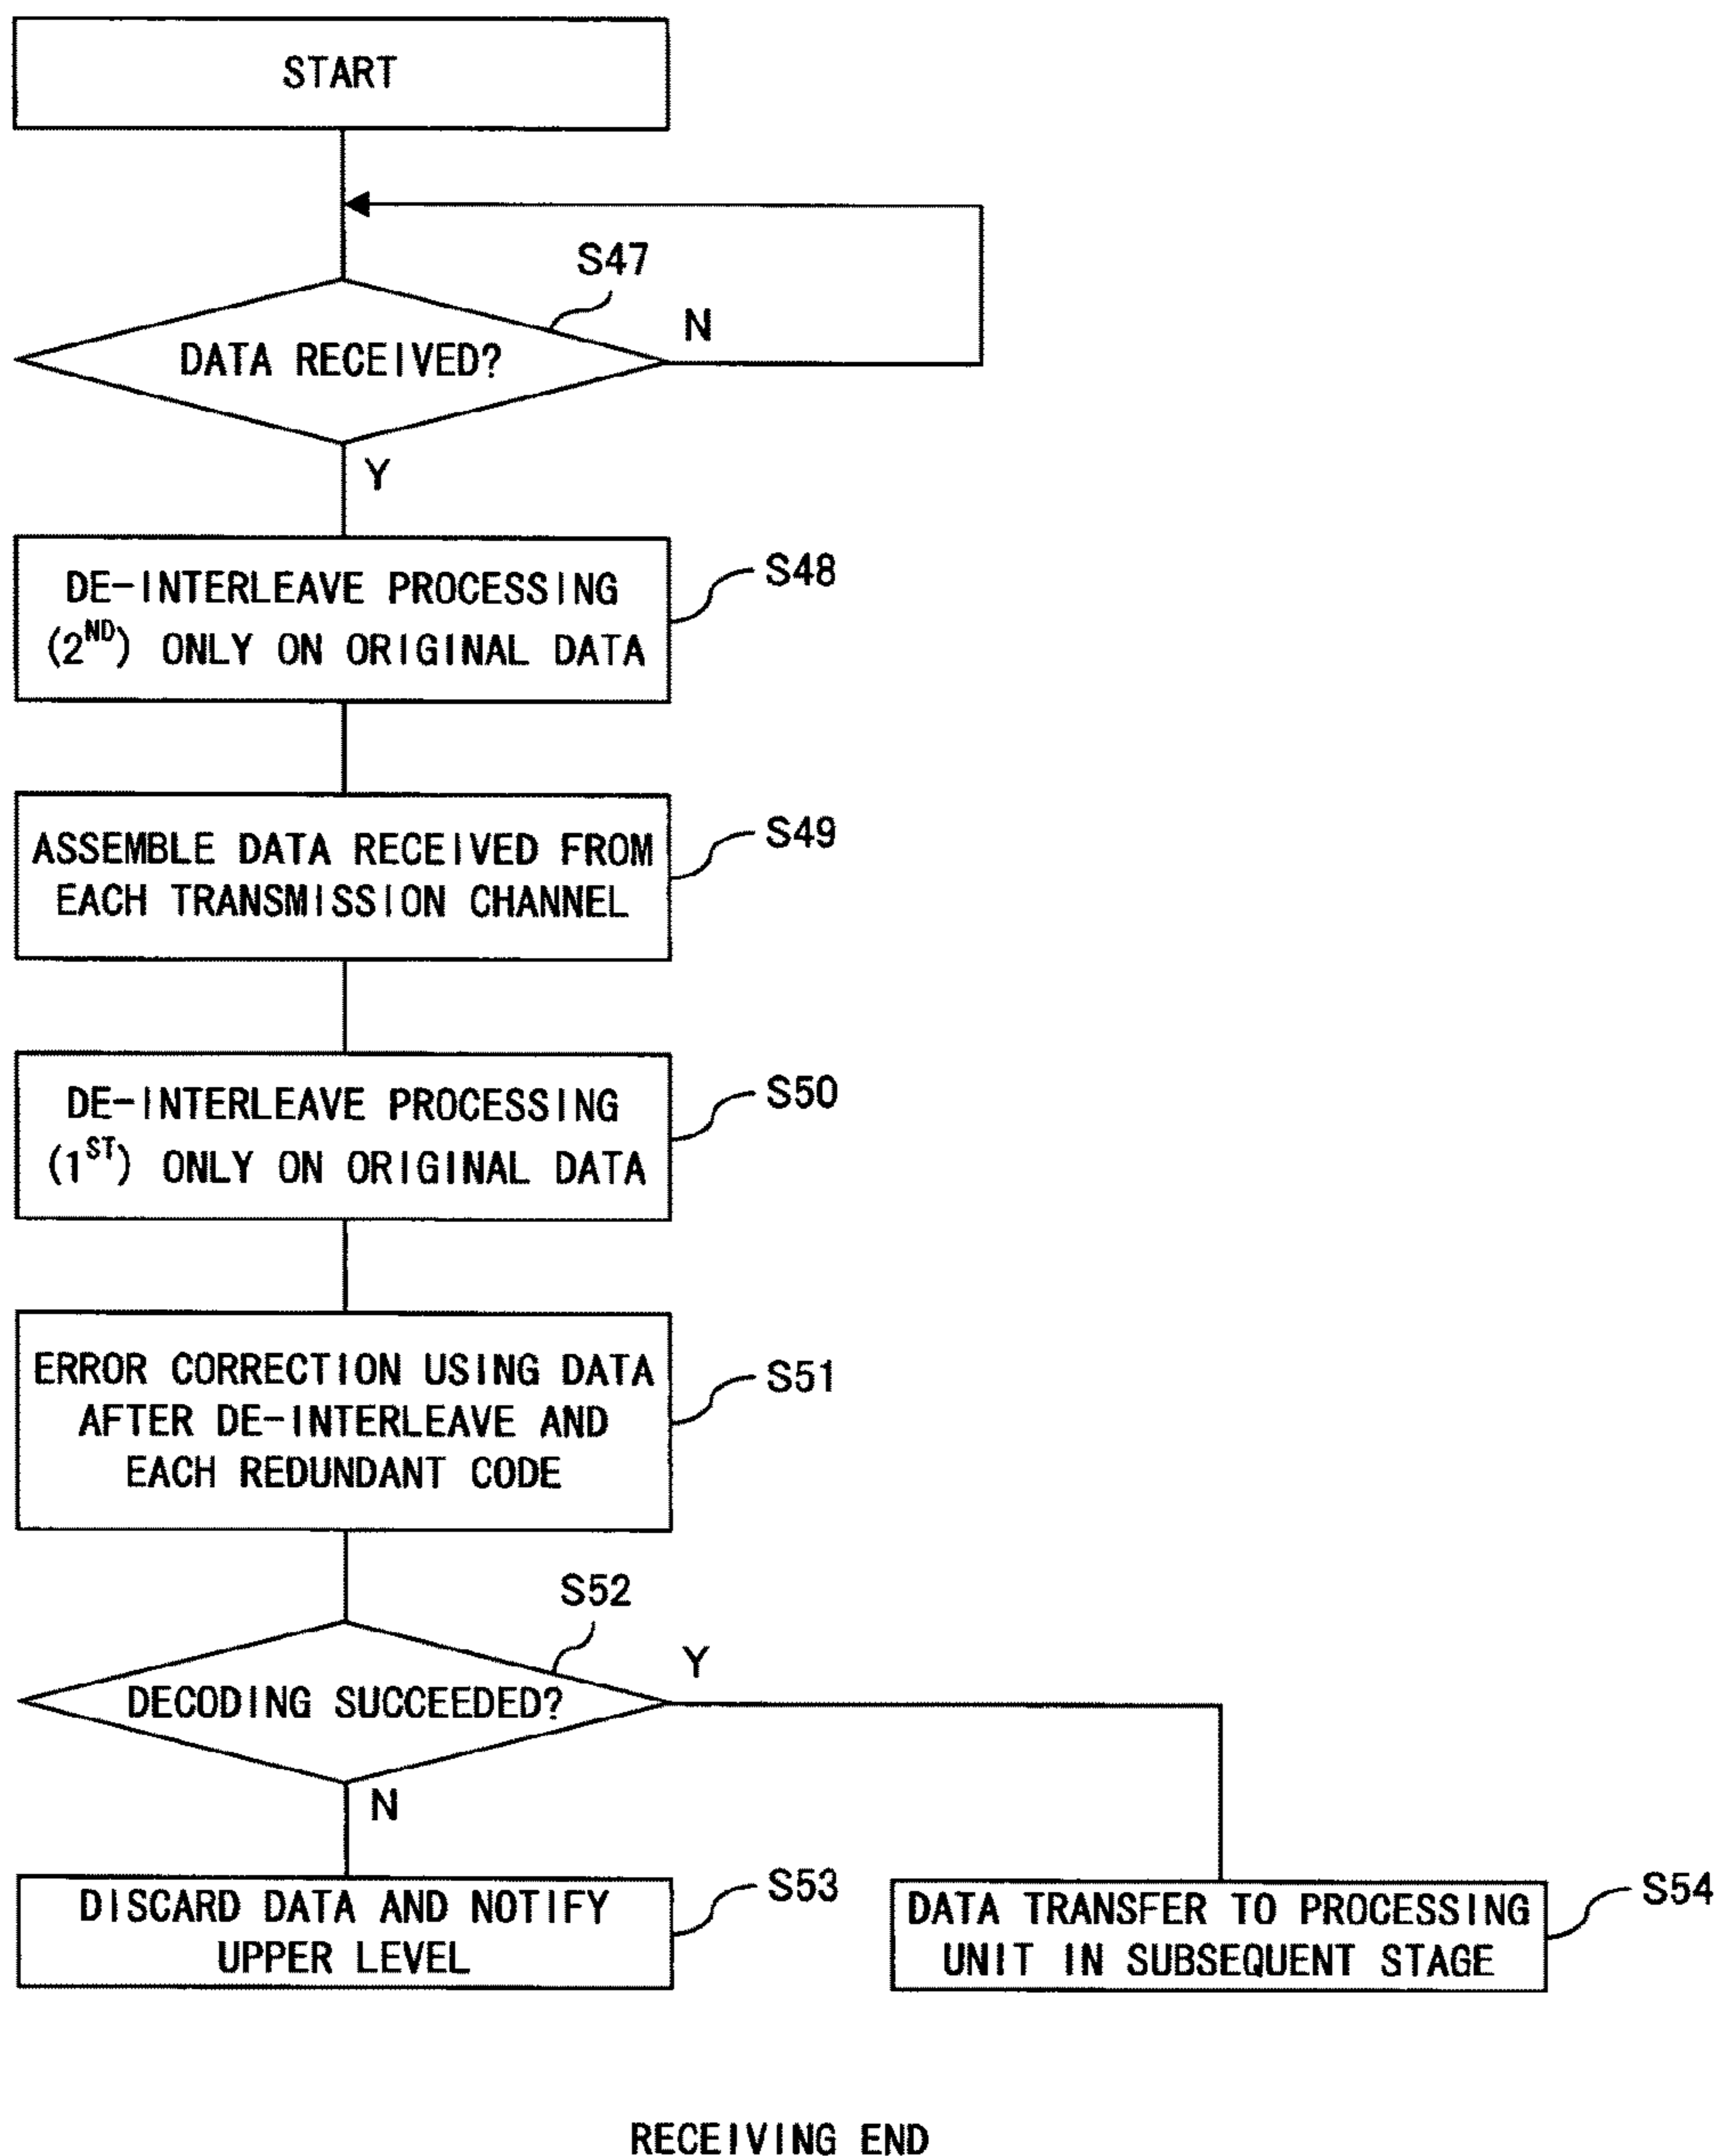 START
S47
DATA RECEIVED?
N
Y
DE-INTERLEAVE PROCESSING
(2ND) ONLY ON ORIGINAL DATA
S48
ASSEMBLE DATA RECEIVED FROM
EACH TRANSMISSION CHANNEL
S49
DE-INTERLEAVE PROCESSING
(1ST) ONLY ON ORIGINAL DATA
S50
ERROR CORRECTION USING DATA
AFTER DE-INTERLEAVE AND
EACH REDUNDANT CODE
S51
S52
DECODING SUCCEEDED?
Y
N
DISCARD DATA AND NOTIFY
UPPER LEVEL
S53
DATA TRANSFER TO PROCESSING
UNIT IN SUBSEQUENT STAGE
S54
RECEIVING END